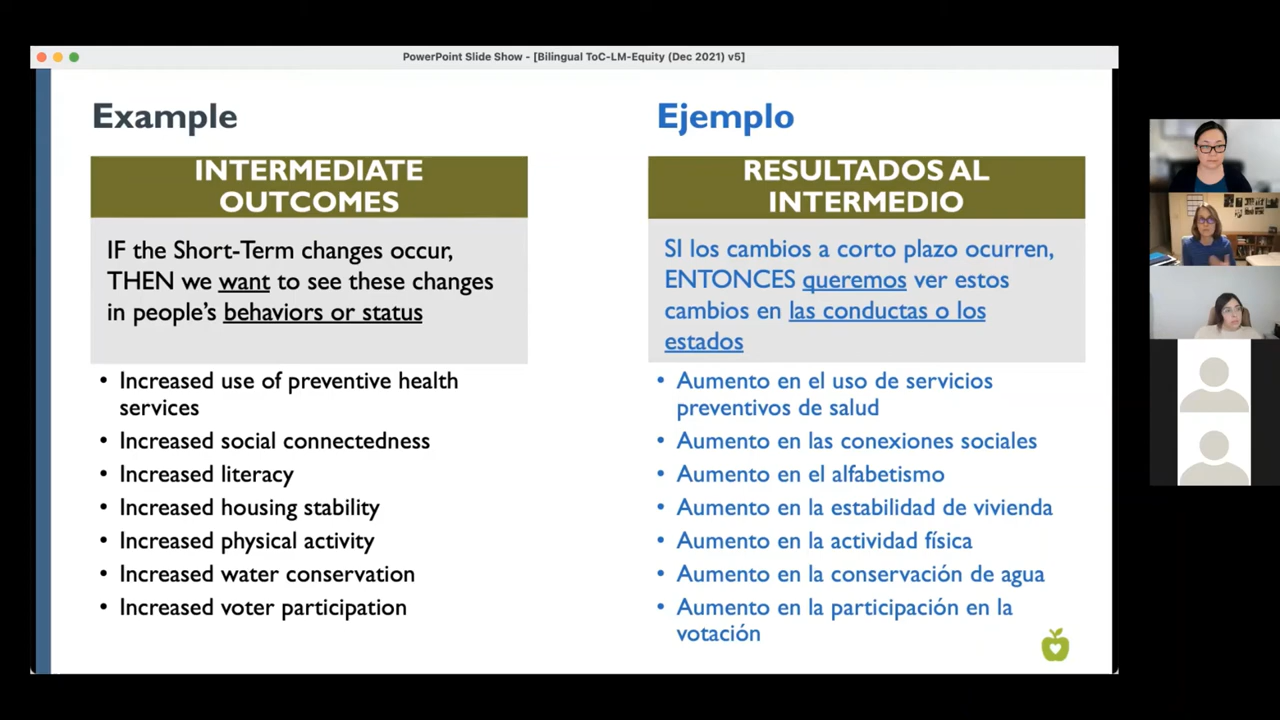 PowerPoint Slide Show - [Bilingual ToC-LM-Equity (Dec 2021) v5]
Example
INTERMEDIATE
OUTCOMES
IF the Short-Term changes occur,
THEN we want to see these changes
in people's behaviors or status
• Increased use of preventive health
services
• Increased social connectedness
• Increased literacy
• Increased housing stability
• Increased physical activity
• Increased water conservation
• Increased voter participation
Ejemplo
RESULTADOS AL
INTERMEDIO
SI los cambios a corto plazo ocurren,
ENTONCES queremos ver estos
cambios en las conductas o los
estados
• Aumento en el uso de servicios
preventivos de salud
• Aumento en las conexiones sociales
• Aumento en el alfabetismo
• Aumento en la estabilidad de vivienda
• Aumento en la actividad física
• Aumento en la conservación de agua
• Aumento en la participación en la
votación